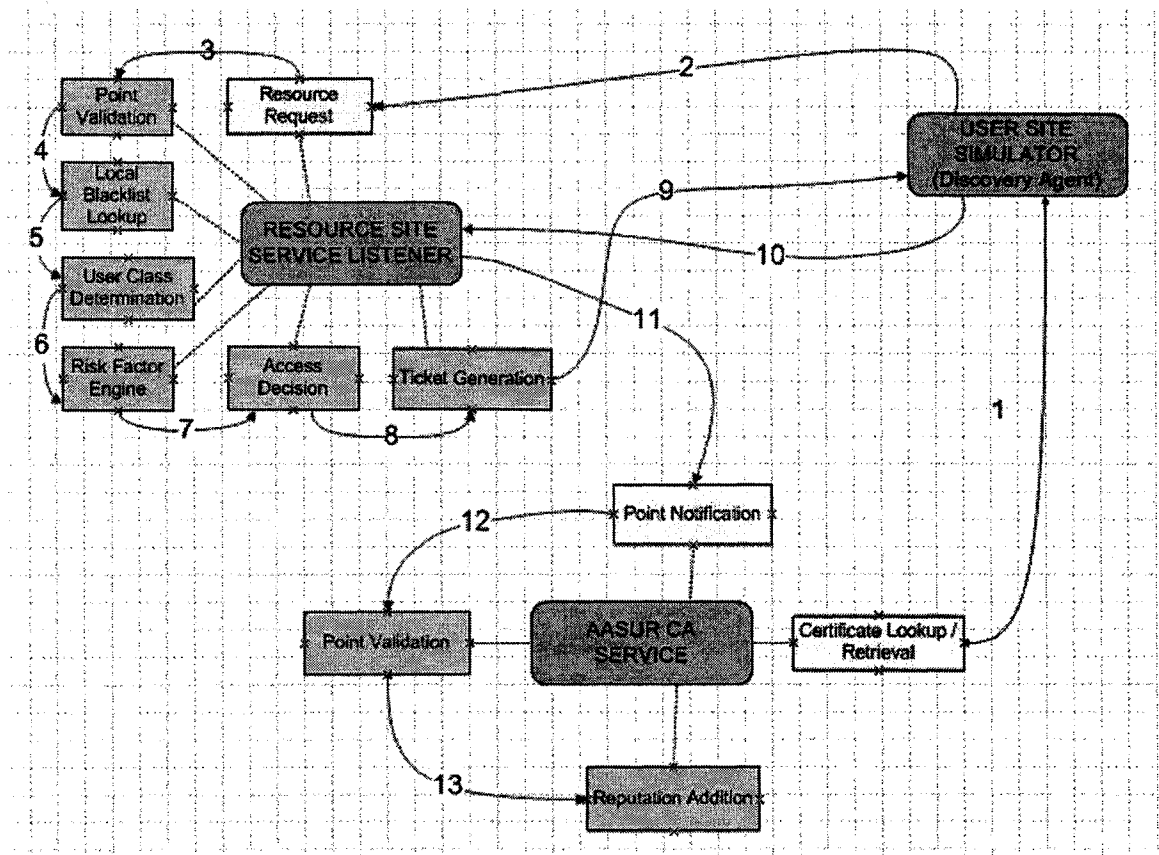 3
2
Point
Validation
Resource
Request
USER SITE
SIMULATOR
(Discovery Agent)
4
Local
Blacklist
Lookup
9
RESOURCE SITE
SERVICE LISTENER
10
5
User Class
Determination
11
6
Risk Factor
Engine
Access
Decision
Ticket Generation
1
7
8
Point Notification
12
Point Validation
AASUR CA
SERVICE
Certificate Lookup /
Retrieval
13
Reputation Addition